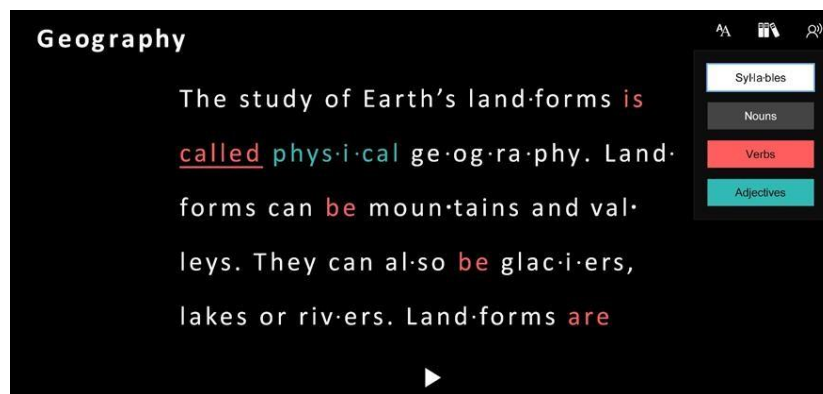 Geography
AA
The study of Earth's land·forms is
called phys·i·cal ge·og·ra·phy. Land·
forms can be moun·tains and val·
leys. They can al·so be glac·i·ers,
lakes or riv·ers. Land·forms are
Syl·la·bles
Nouns
Verbs
Adjectives